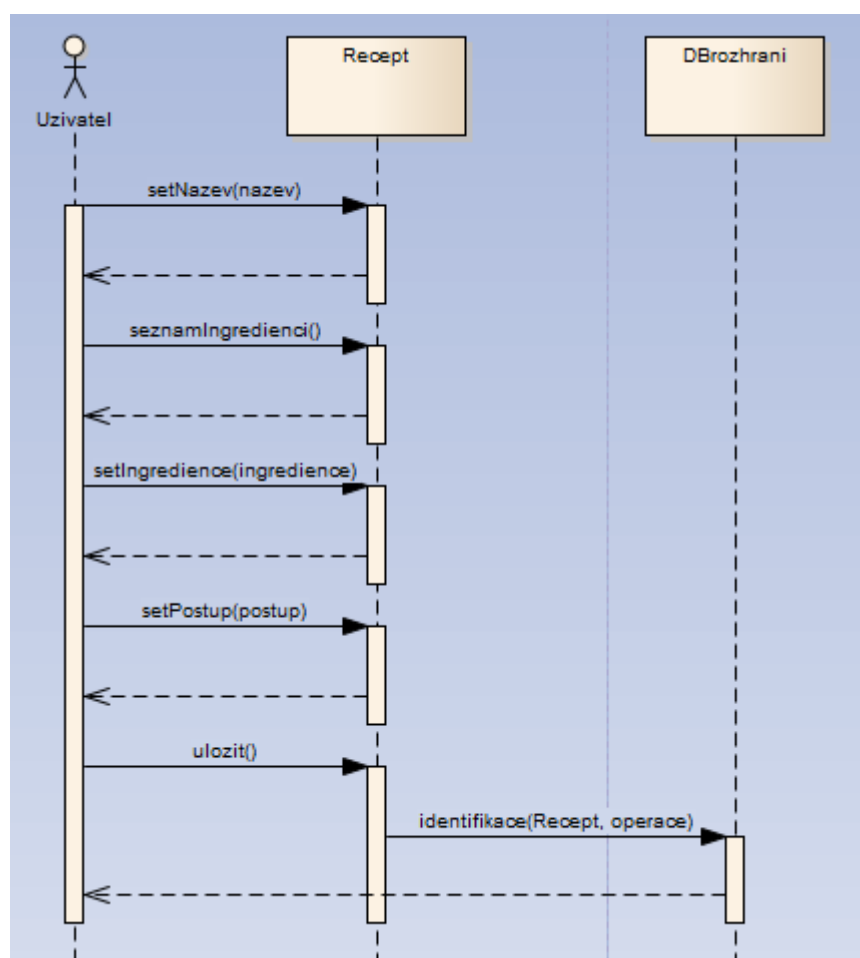 Recept
DBrozhrani
Uzivatel
setNazev(nazev)
seznamIngredienci()
setIngredience(ingredience)
setPostup(postup)
ulozit()
identifikace(Recept, operace)